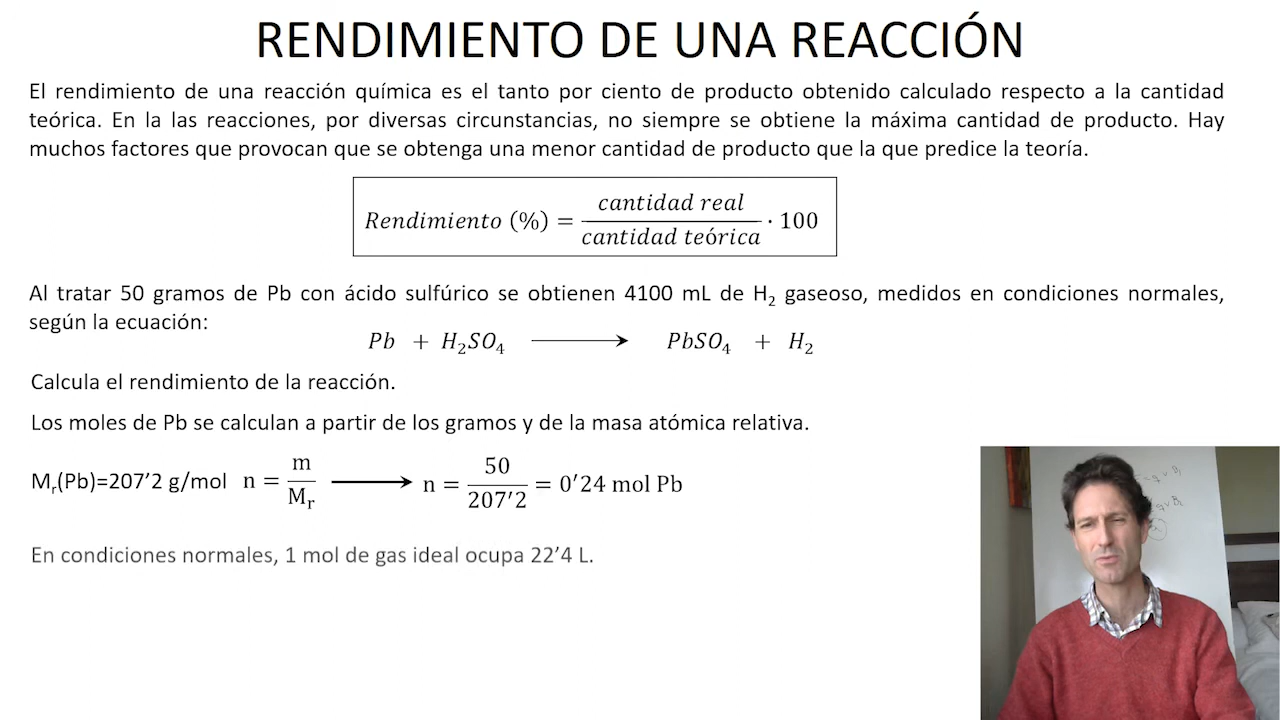 RENDIMIENTO DE UNA REACCIÓN
El rendimiento de una reacción química es el tanto por ciento de producto obtenido calculado respecto a la cantidad
teórica. En la las reacciones, por diversas circunstancias, no siempre se obtiene la máxima cantidad de producto. Hay
muchos factores que provocan que se obtenga una menor cantidad de producto que la que predice la teoría.
Rendimiento (%) = cantidad real / cantidad teórica · 100
Al tratar 50 gramos de Pb con ácido sulfúrico se obtienen 4100 mL de H₂ gaseoso, medidos en condiciones normales,
según la ecuación:
Pb + H₂SO₄ ⟶ PbSO₄ + H₂
Calcula el rendimiento de la reacción.
Los moles de Pb se calculan a partir de los gramos y de la masa atómica relativa.
Mᵣ(Pb)=207’2 g/mol n = m / Mᵣ ⟶ n = 50 / 207′2 = 0′24 mol Pb
En condiciones normales, 1 mol de gas ideal ocupa 22’4 L.